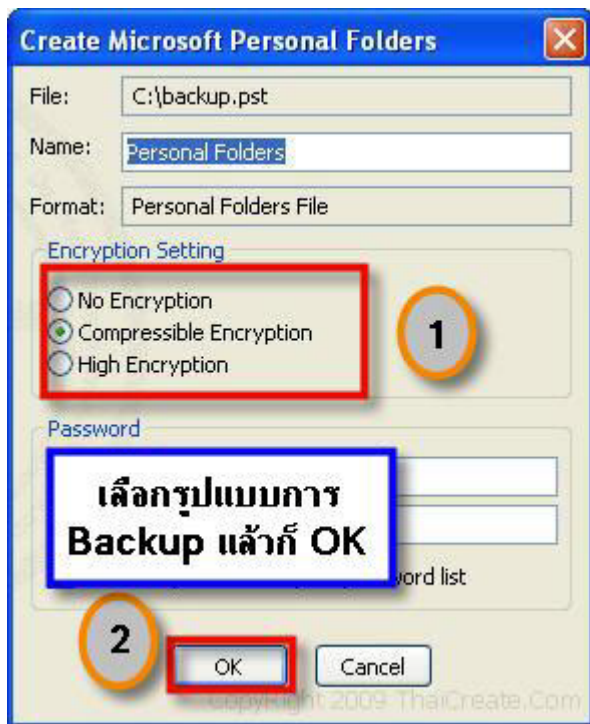 Create Microsoft Personal Folders
File: C:\backup.pst
Name: Personal Folders
Format: Personal Folders File
Encryption Setting
No Encryption
Compressible Encryption
High Encryption
1
Password
เลือกรูปแบบการ
Backup แล้วก็ OK
word list
2
OK Cancel
CopyRight 2009 ThaiCreate.Com